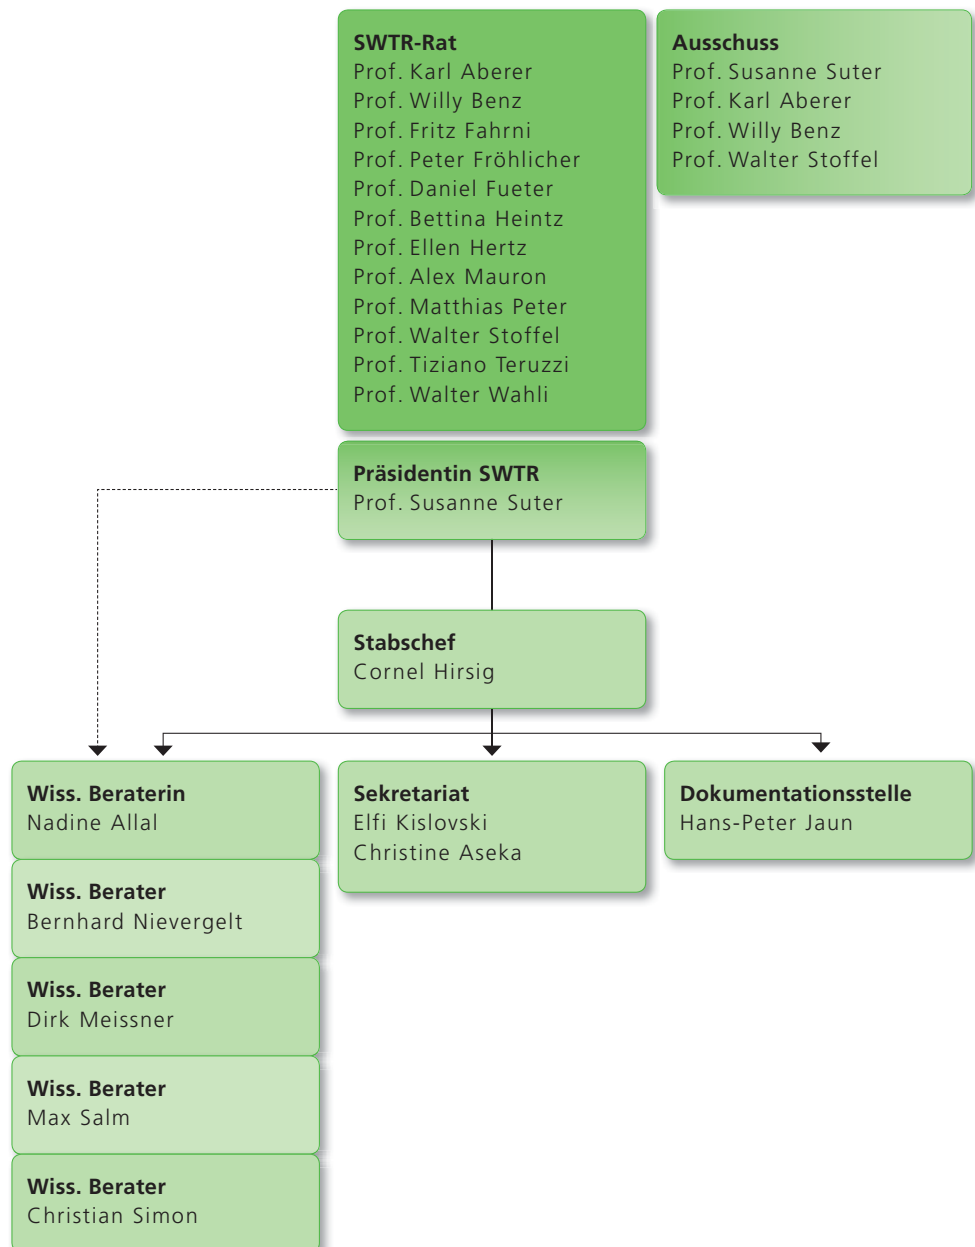 SWTR-Rat
Prof. Karl Aberer
Prof. Willy Benz
Prof. Fritz Fahrni
Prof. Peter Fröhlicher
Prof. Daniel Fueter
Prof. Bettina Heintz
Prof. Ellen Hertz
Prof. Alex Mauron
Prof. Matthias Peter
Prof. Walter Stoffel
Prof. Tiziano Teruzzi
Prof. Walter Wahli
Ausschuss
Prof. Susanne Suter
Prof. Karl Aberer
Prof. Willy Benz
Prof. Walter Stoffel
Präsidentin SWTR
Prof. Susanne Suter
Stabschef
Cornel Hirsig
Wiss. Beraterin
Nadine Allal
Wiss. Berater
Bernhard Nievergelt
Wiss. Berater
Dirk Meissner
Wiss. Berater
Max Salm
Wiss. Berater
Christian Simon
Sekretariat
Elfi Kislovski
Christine Aseka
Dokumentationsstelle
Hans-Peter Jaun